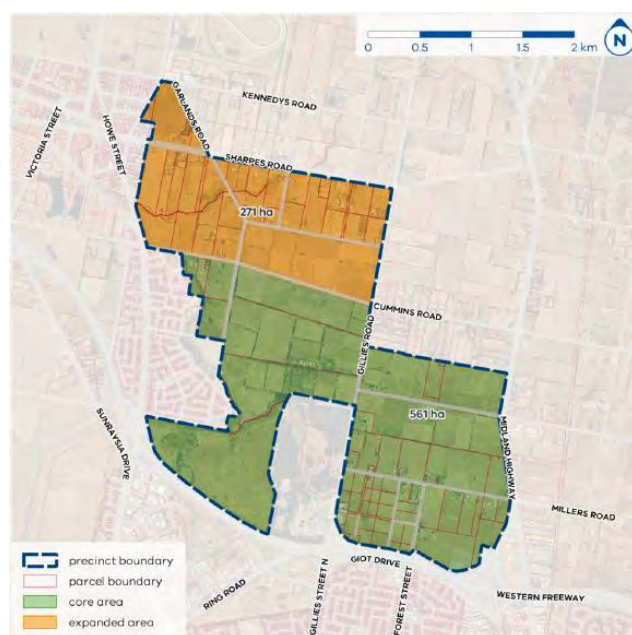 0 0.5 1 1.5 2 km
N
KENNEDYS ROAD
GARLANDS ROAD
VICTORIA STREET
HOWE STREET
SHARPES ROAD
271 ha
CUMMINS ROAD
GILLIES ROAD
561 ha
MIDLAND HIGHWAY
SUNRAYSIA DRIVE
MILLERS ROAD
GIOT DRIVE
WESTERN FREEWAY
RING ROAD
GILLIES STREET N
FOREST STREET
precinct boundary
parcel boundary
core area
expanded area